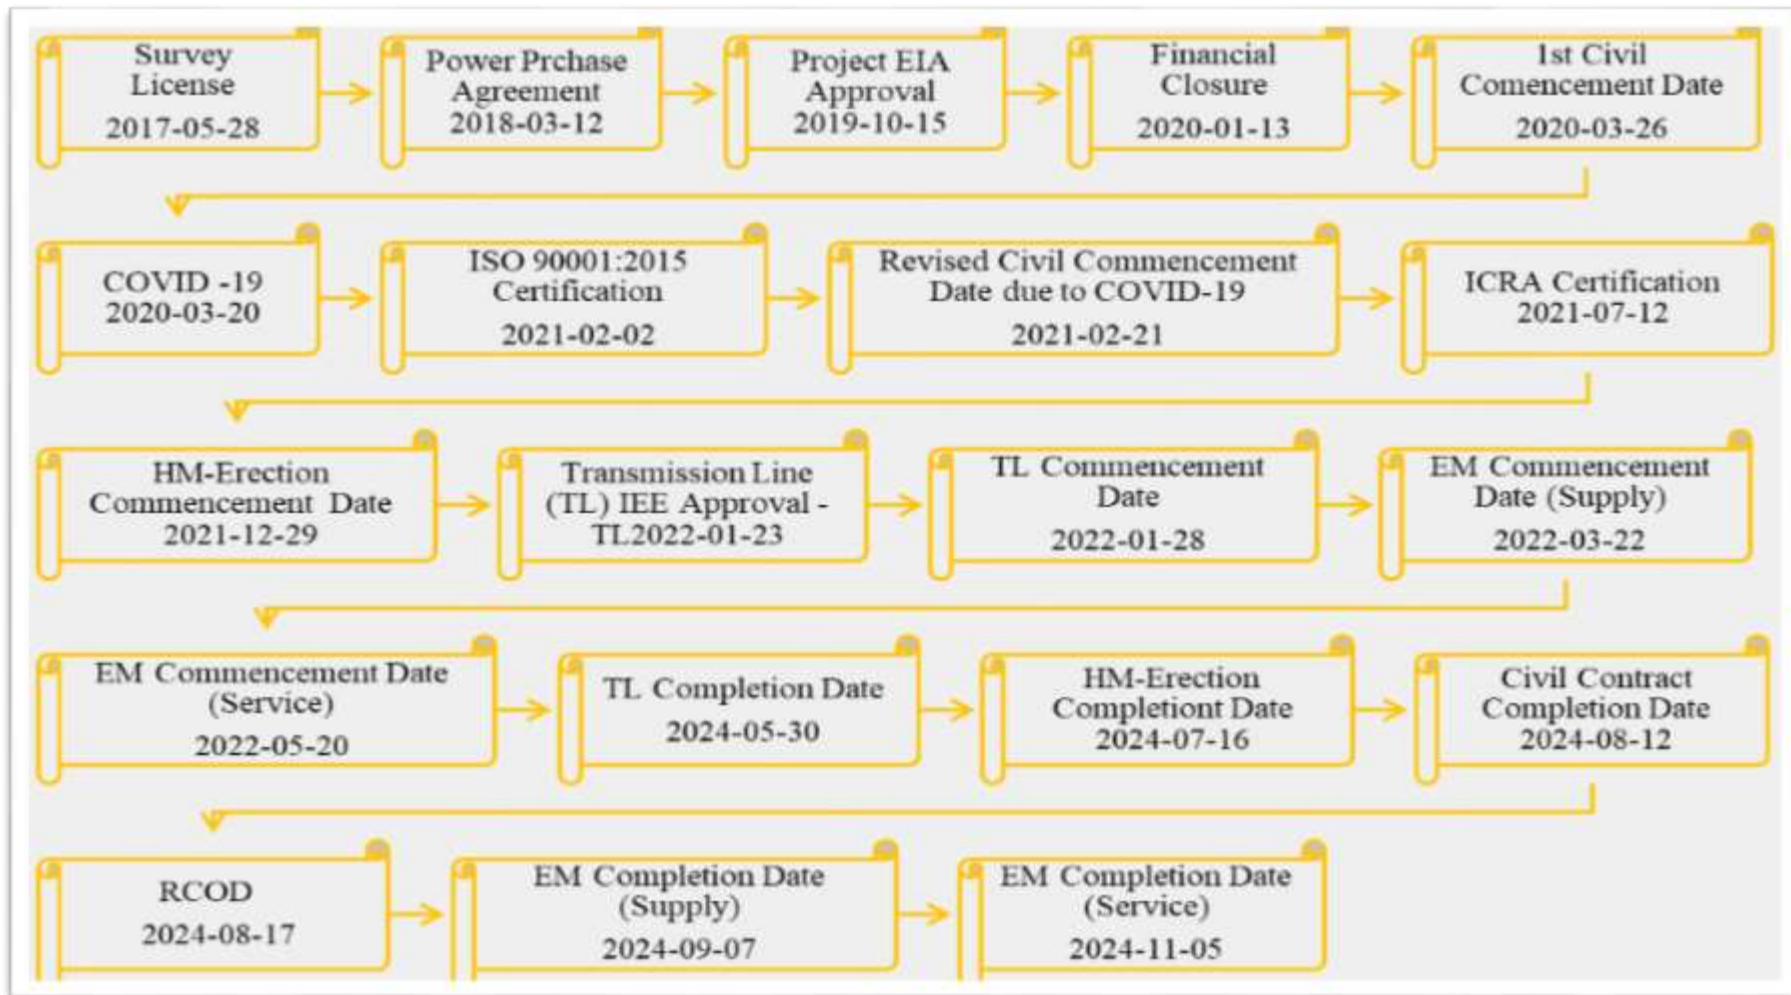 Survey
License
2017-05-28
Power Prchase
Agreement
2018-03-12
Project EIA
Approval
2019-10-15
Financial
Closure
2020-01-13
1st Civil
Comencement Date
2020-03-26
COVID -19
2020-03-20
ISO 90001:2015
Certification
2021-02-02
Revised Civil Commencement
Date due to COVID-19
2021-02-21
ICRA Certification
2021-07-12
HM-Erection
Commencement Date
2021-12-29
Transmission Line
(TL) IEE Approval -
TL2022-01-23
TL Commencement
Date
2022-01-28
EM Commencement
Date (Supply)
2022-03-22
EM Commencement Date
(Service)
2022-05-20
TL Completion Date
2024-05-30
HM-Erection
Completiont Date
2024-07-16
Civil Contract
Completion Date
2024-08-12
RCOD
2024-08-17
EM Completion Date
(Supply)
2024-09-07
EM Completion Date
(Service)
2024-11-05